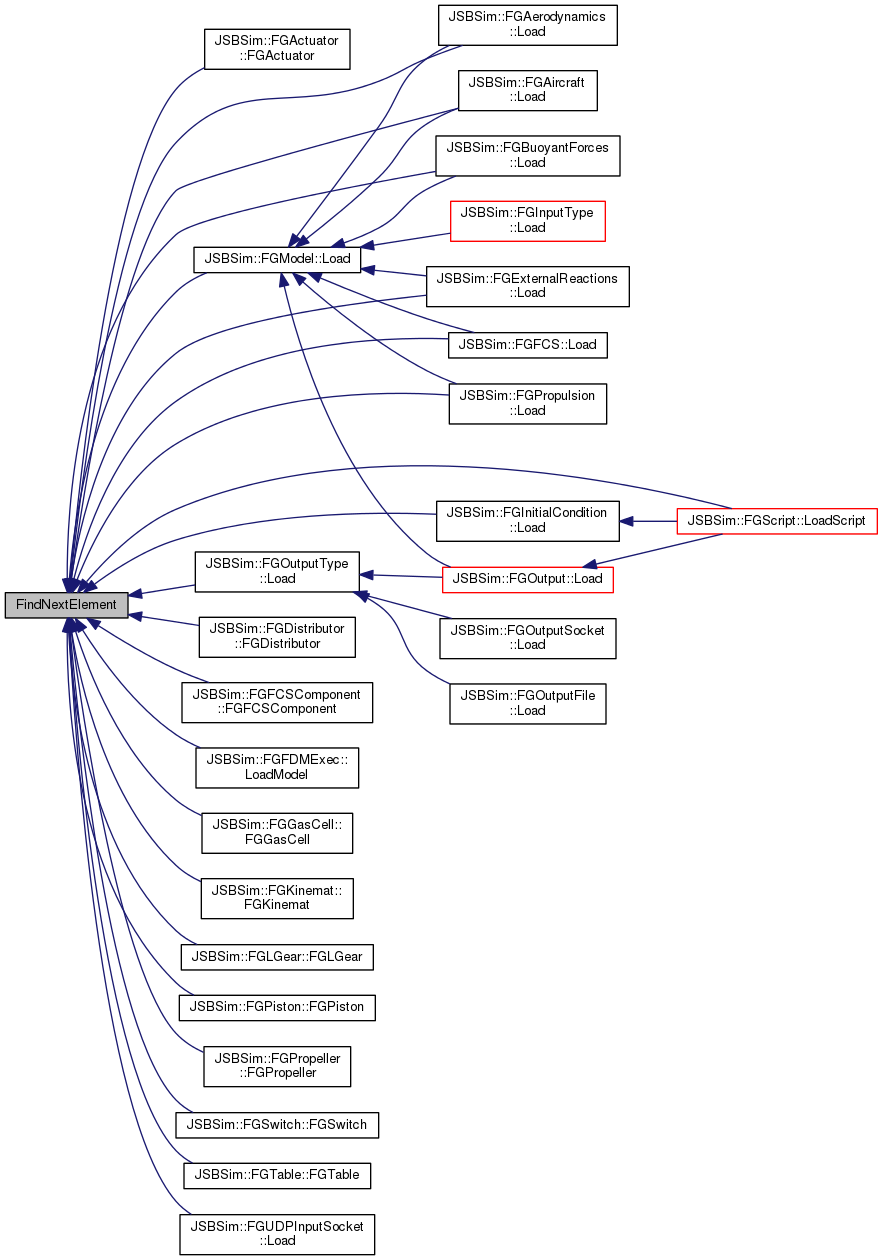 JSBSim::FGActuator
::FGActuator
JSBSim::FGAerodynamics
::Load
JSBSim::FGAircraft
::Load
JSBSim::FGBuoyantForces
::Load
JSBSim::FGInputType
::Load
JSBSim::FGModel::Load
JSBSim::FGExternalReactions
::Load
JSBSim::FGFCS::Load
JSBSim::FGPropulsion
::Load
JSBSim::FGInitialCondition
::Load
JSBSim::FGScript::LoadScript
JSBSim::FGOutputType
::Load
JSBSim::FGOutput::Load
FindNextElement
JSBSim::FGDistributor
::FGDistributor
JSBSim::FGOutputSocket
::Load
JSBSim::FGFCSComponent
::FGFCSComponent
JSBSim::FGOutputFile
::Load
JSBSim::FGFDMExec::
LoadModel
JSBSim::FGGasCell::
FGGasCell
JSBSim::FGKinemat::
FGKinemat
JSBSim::FGLGear::FGLGear
JSBSim::FGPiston::FGPiston
JSBSim::FGPropeller
::FGPropeller
JSBSim::FGSwitch::FGSwitch
JSBSim::FGTable::FGTable
JSBSim::FGUDPInputSocket
::Load